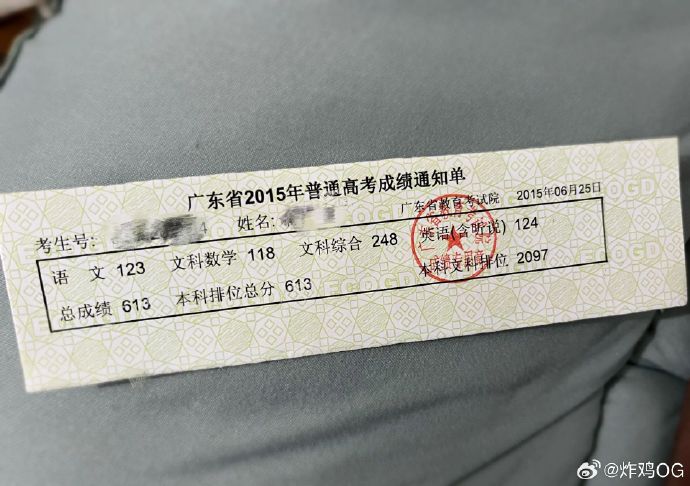 广东省2015年普通高考成绩通知单
考生号: 姓名: 广东省教育考试院 2015年06月25日
语 文 123 文科数学 118 文科综合 248 英语(含听说) 124
总成绩 613 本科排位总分 613 本科文科排位 2097
@炸鸡OG